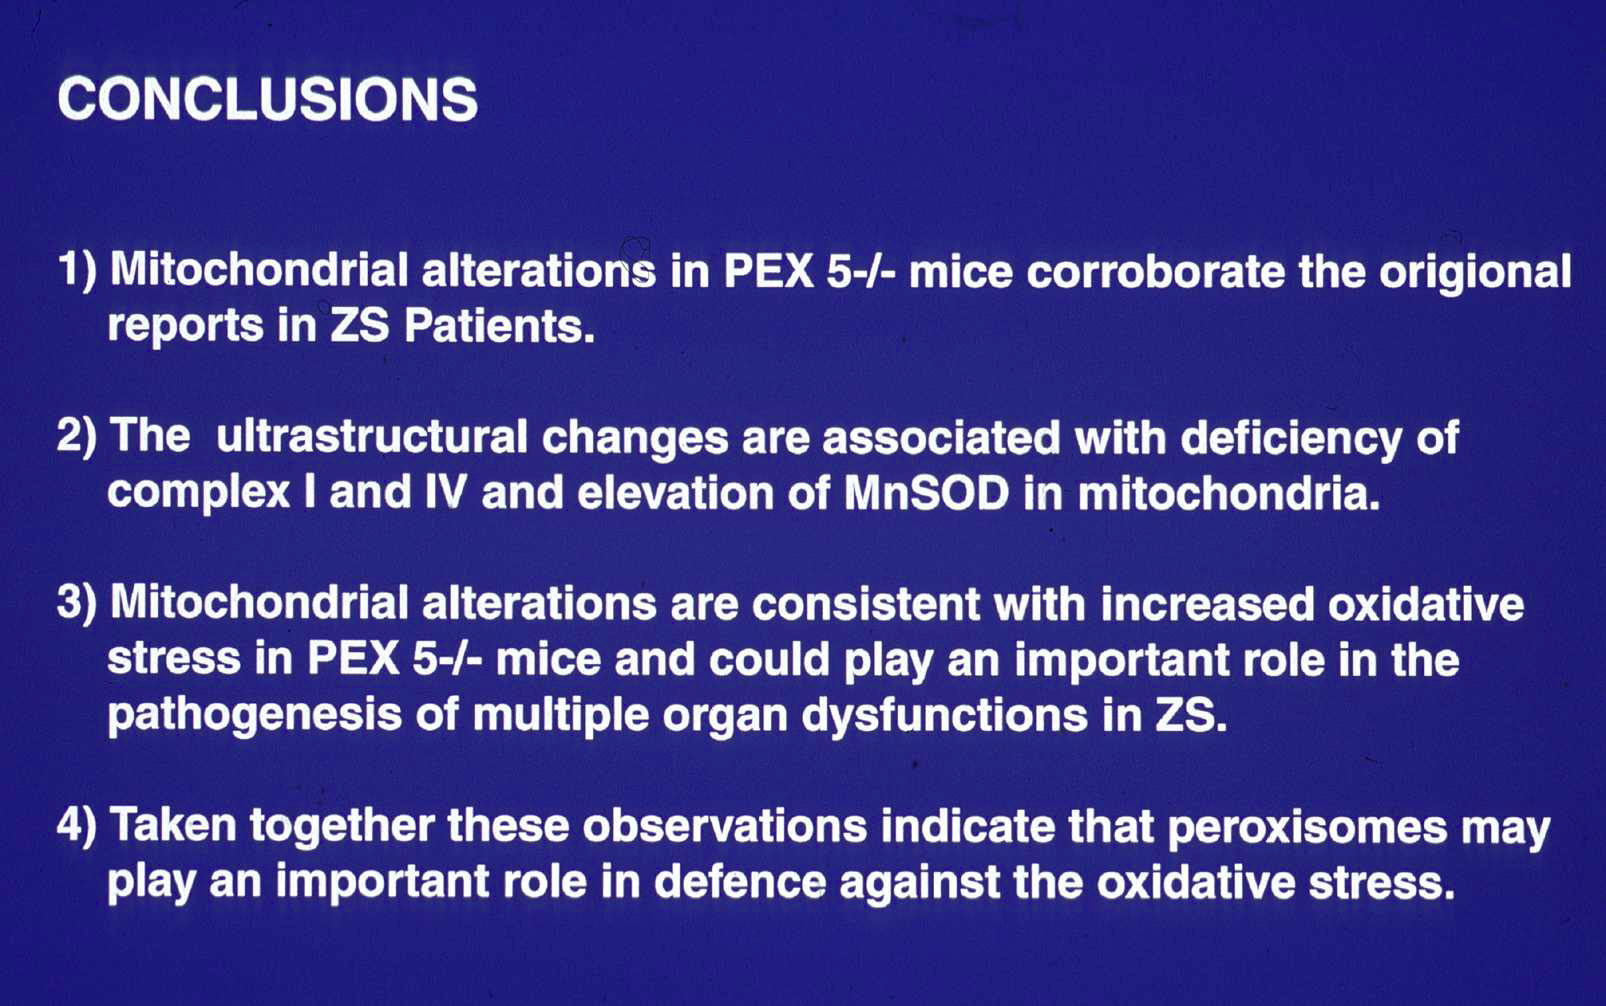 CONCLUSIONS
1) Mitochondrial alterations in PEX 5-/- mice corroborate the origional
reports in ZS Patients.
2) The ultrastructural changes are associated with deficiency of
complex I and IV and elevation of MnSOD in mitochondria.
3) Mitochondrial alterations are consistent with increased oxidative
stress in PEX 5-/- mice and could play an important role in the
pathogenesis of multiple organ dysfunctions in ZS.
4) Taken together these observations indicate that peroxisomes may
play an important role in defence against the oxidative stress.